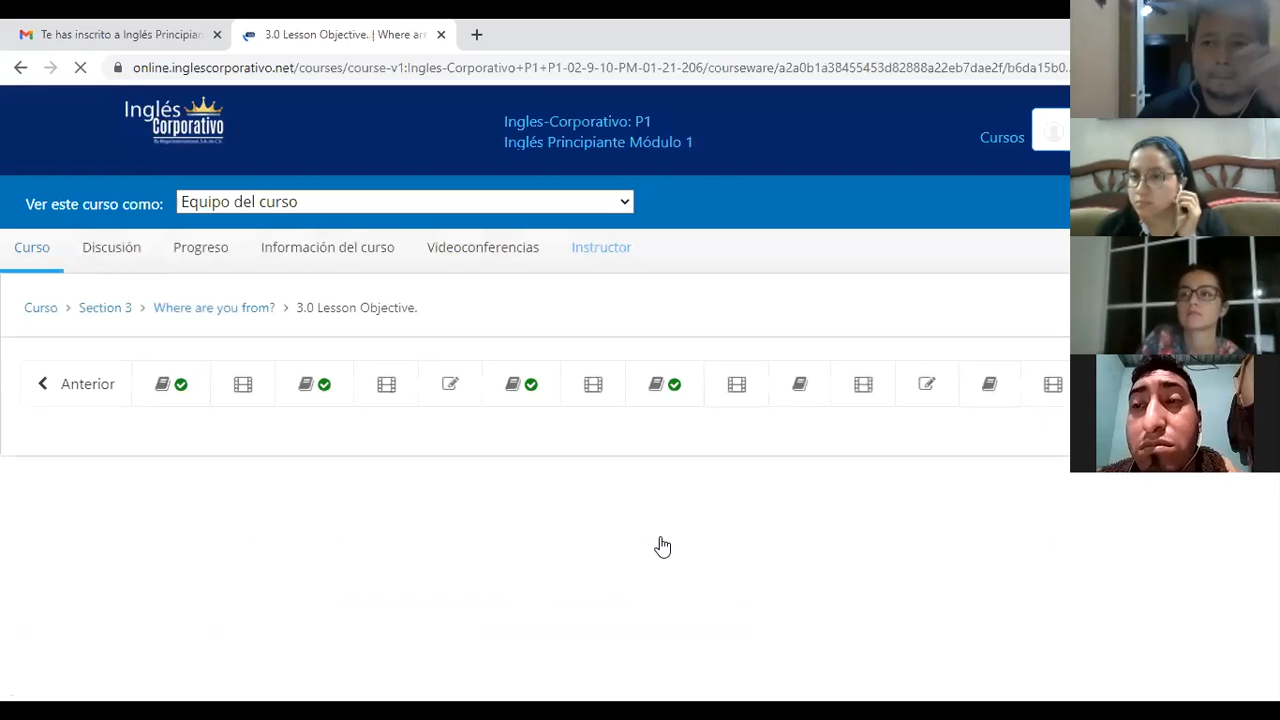 Te has inscrito a Inglés Principian
3.0 Lesson Objective. | Where are
online.inglescorporativo.net/courses/course-v1:Ingles-Corporativo+P1+P1-02-9-10-PM-01-21-206/courseware/a2a0b1a38455453d82888a22eb7dae2f/b6da15b0...
Inglés
Corporativo
Ingles-Corporativo: P1
Inglés Principiante Módulo 1
Cursos
Ver este curso como:
Equipo del curso
Curso
Discusión
Progreso
Información del curso
Videoconferencias
Instructor
Curso > Section 3 > Where are you from? > 3.0 Lesson Objective.
Anterior